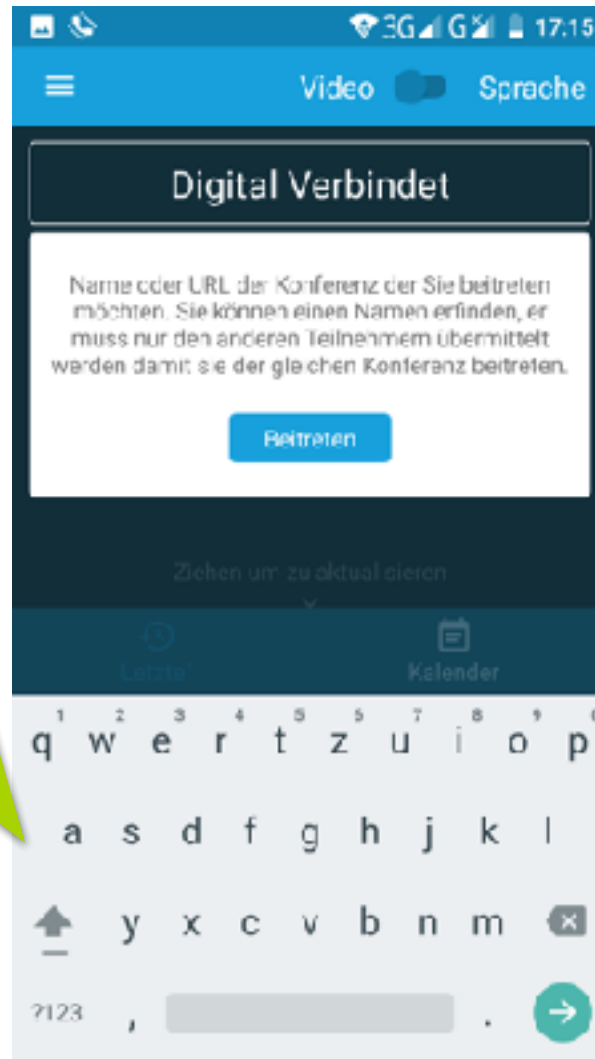 3G G 17:15
Video Sprache
Digital Verbindet
Name oder URL der Konferenz der Sie beitreten
möchten. Sie können einen Namen erfinden, er
muss nur den anderen Teilnehmern übermittelt
werden damit sie der gleichen Konferenz beitreten.
Beitreten
Ziehen um zu aktualisieren
Letzte Kalender
1 2 3 4 5 6 7 8 9
q w e r t z u i o p
a s d f g h j k l
y x c v b n m
?123 , .